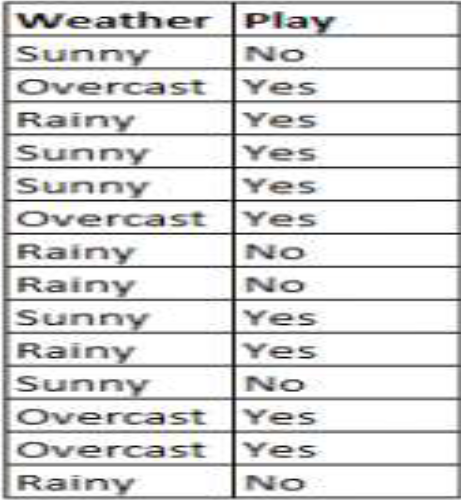 Weather Play
Sunny No
Overcast Yes
Rainy Yes
Sunny Yes
Sunny Yes
Overcast Yes
Rainy No
Rainy No
Sunny Yes
Rainy Yes
Sunny No
Overcast Yes
Overcast Yes
Rainy No